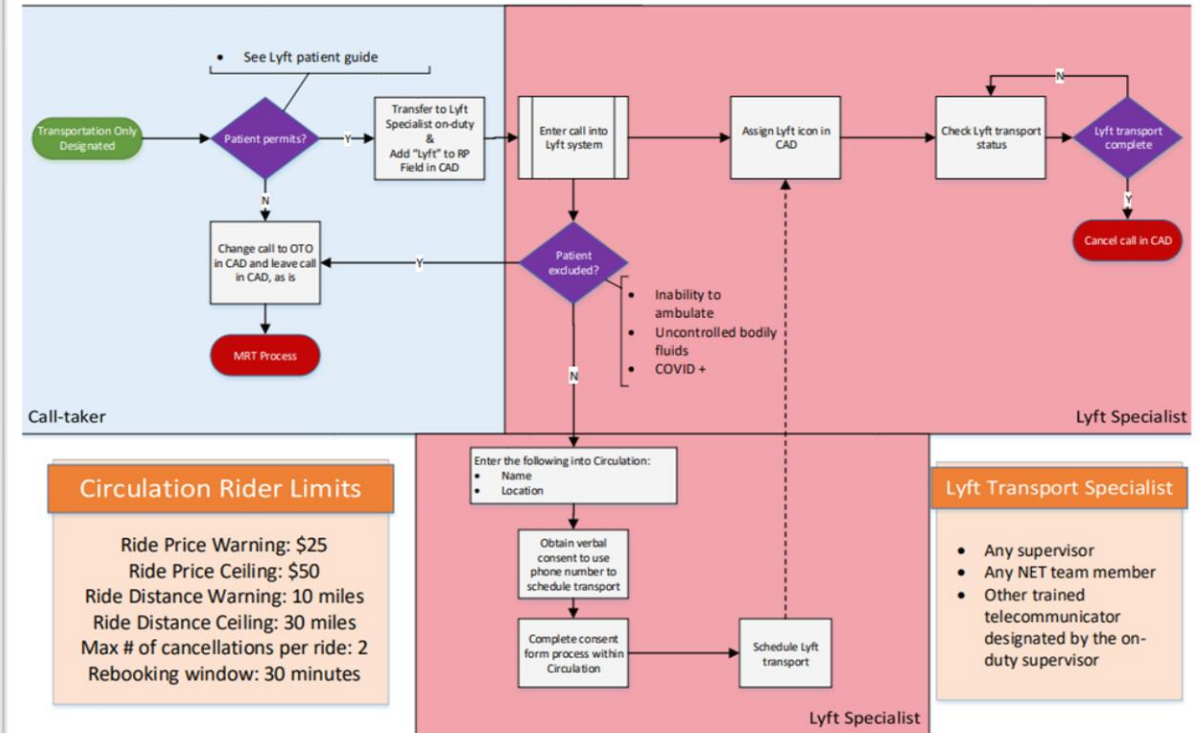 See Lyft patient guide
Transportation Only
Designated
Patient permits?
Y
Transfer to Lyft
Specialist on-duty
&
Add "Lyft" to RP
Field in CAD
N
Change call to OTO
in CAD and leave call
in CAD, as is
MRT Process
Call-taker
Enter call into
Lyft system
Assign Lyft icon in
CAD
Check Lyft transport
status
N
Lyft transport
complete
Y
Cancel call in CAD
Patient
excluded?
Y
• Inability to
ambulate
• Uncontrolled bodily
fluids
• COVID +
N
Lyft Specialist
Enter the following into Circulation:
• Name
• Location
Obtain verbal
consent to use
phone number to
schedule transport
Complete consent
form process within
Circulation
Schedule Lyft
transport
Lyft Specialist
Circulation Rider Limits
Ride Price Warning: $25
Ride Price Ceiling: $50
Ride Distance Warning: 10 miles
Ride Distance Ceiling: 30 miles
Max # of cancellations per ride: 2
Rebooking window: 30 minutes
Lyft Transport Specialist
• Any supervisor
• Any NET team member
• Other trained
telecommunicator
designated by the on-
duty supervisor